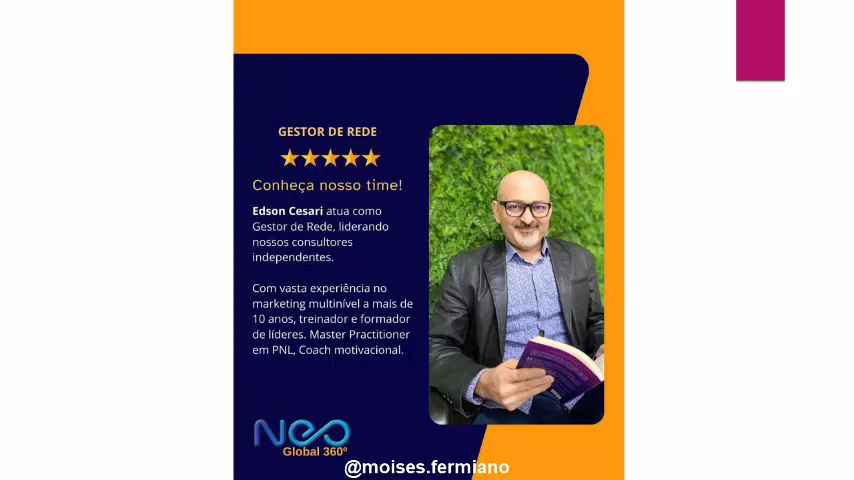 GESTOR DE REDE
Conheça nosso time!
Edson Cesari atua como
Gestor de Rede, liderando
nossos consultores
independentes.
Com vasta experiência no
marketing multinível a mais de
10 anos, treinador e formador
de líderes. Master Practitioner
em PNL, Coach motivacional.
Neo
Global 360º
@moises.fermiano